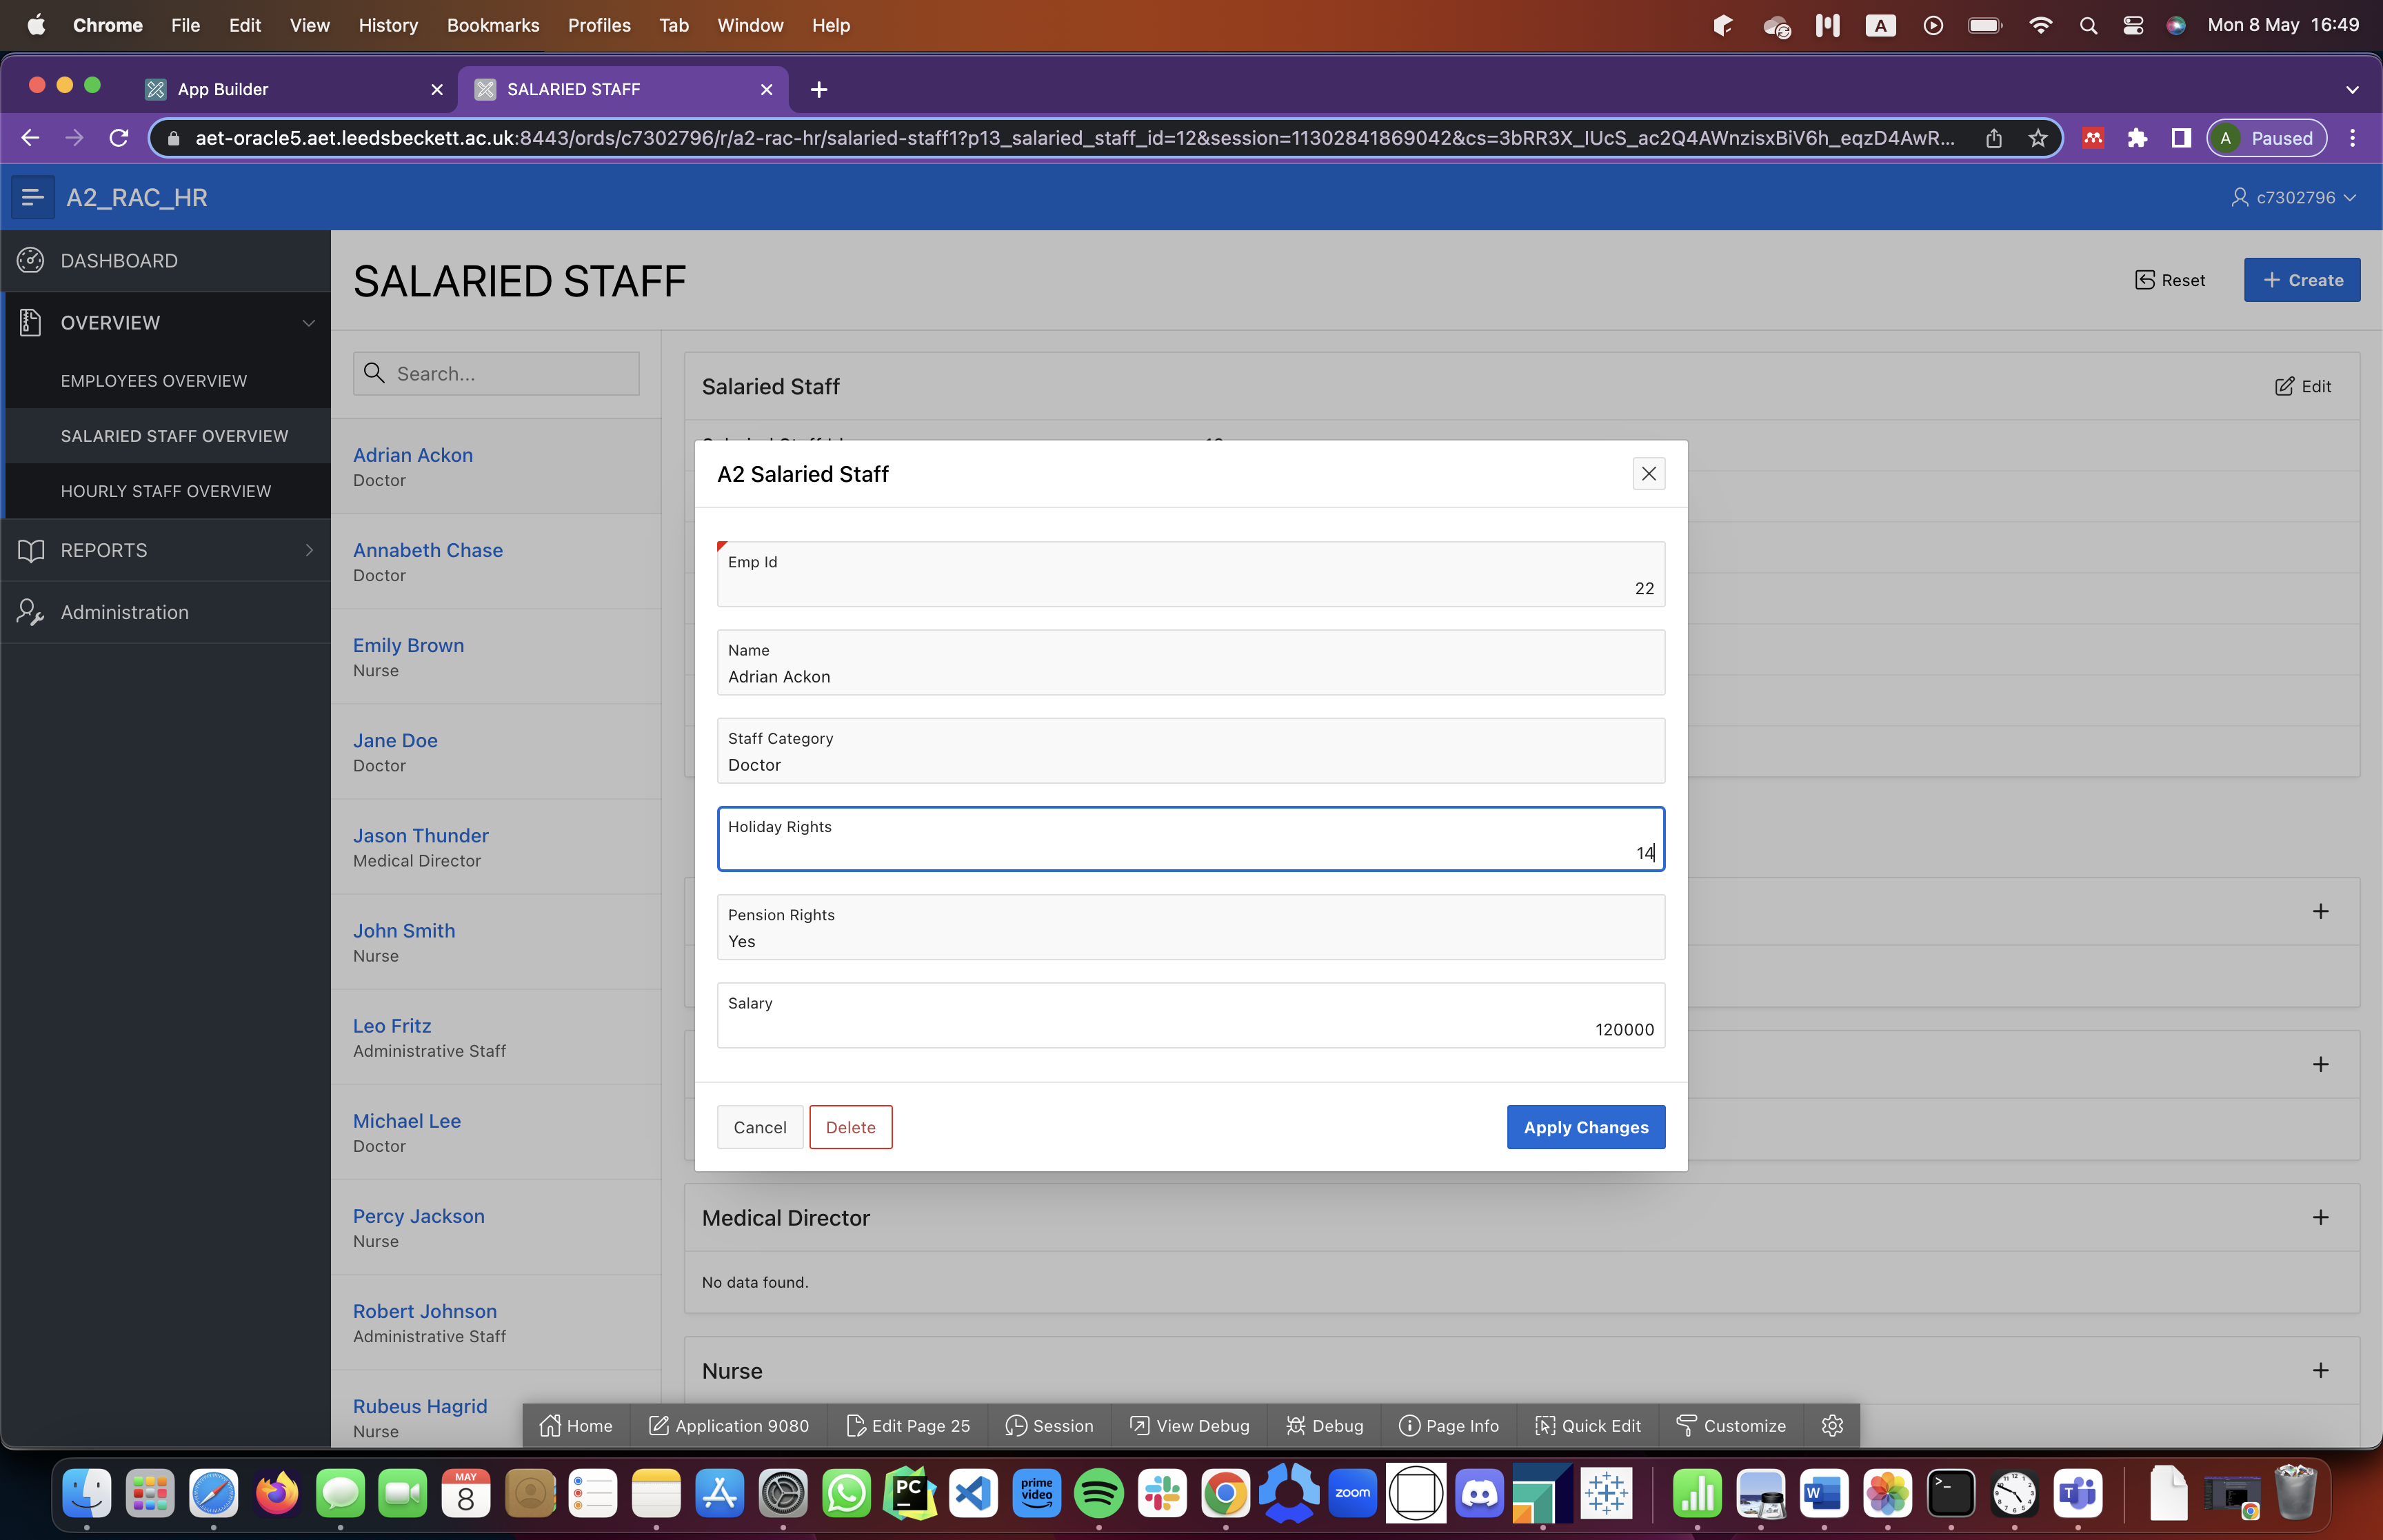 Chrome File Edit View History Bookmarks Profiles Tab Window Help A Mon 8 May 16:49
App Builder SALARIED STAFF
aet-oracle5.aet.leedsbeckett.ac.uk:8443/ords/c7302796/r/a2-rac-hr/salaried-staff1?p13_salaried_staff_id=12&session=11302841869042&cs=3bRR3X_IUcS_ac2Q4AWnzisxBiV6h_eqzD4AwR... A Paused
A2_RAC_HR c7302796
DASHBOARD
OVERVIEW
EMPLOYEES OVERVIEW
SALARIED STAFF OVERVIEW
HOURLY STAFF OVERVIEW
REPORTS
Administration
SALARIED STAFF
Reset Create
Search...
Adrian Ackon
Doctor
Annabeth Chase
Doctor
Emily Brown
Nurse
Jane Doe
Doctor
Jason Thunder
Medical Director
John Smith
Nurse
Leo Fritz
Administrative Staff
Michael Lee
Doctor
Percy Jackson
Nurse
Robert Johnson
Administrative Staff
Rubeus Hagrid
Nurse
Salaried Staff Edit
A2 Salaried Staff
Emp Id
22
Name
Adrian Ackon
Staff Category
Doctor
Holiday Rights
14
Pension Rights
Yes
Salary
120000
Cancel Delete Apply Changes
Medical Director
No data found.
Nurse
Home Application 9080 Edit Page 25 Session View Debug Debug Page Info Quick Edit Customize
MAY
8
PC
prime
video
zoom
W
T